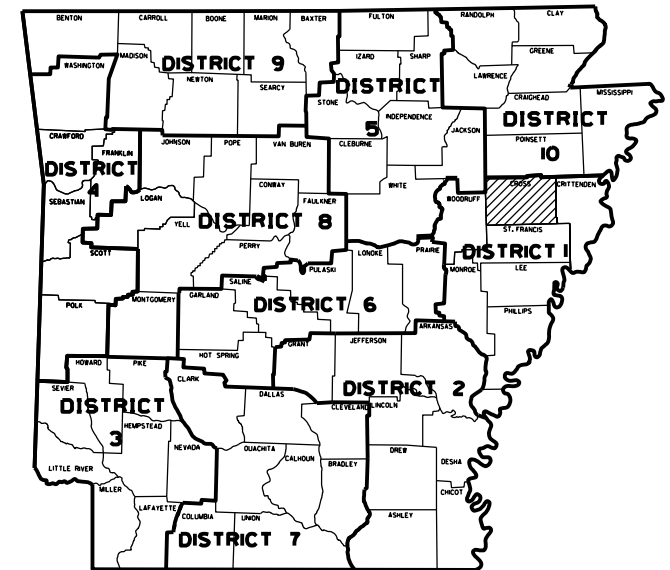 BENTON
CARROLL
BOONE
MARION
BAXTER
FULTON
RANDOLPH
CLAY
WASHINGTON
MADISON
DISTRICT 9
NEWTON
SEARCY
IZARD
SHARP
GREENE
LAWRENCE
DISTRICT
5
STONE
INDEPENDENCE
JACKSON
CLEBURNE
WHITE
CRAIGHEAD
MISSISSIPPI
DISTRICT
POINSETT
10
CRAWFORD
FRANKLIN
DISTRICT
4
SEBASTIAN
JOHNSON
POPE
VAN BUREN
LOGAN
CONWAY
FAULKNER
YELL
DISTRICT 8
PERRY
SCOTT
WOODRUFF
CROSS
CRITTENDEN
ST. FRANCIS
DISTRICT 1
MONROE
LEE
PHILLIPS
POLK
MONTGOMERY
GARLAND
SALINE
PULASKI
LONOKE
PRAIRIE
DISTRICT 6
HOT SPRING
GRANT
JEFFERSON
ARKANSAS
DISTRICT 2
CLEVELAND
LINCOLN
DREW
DESHA
CHICOT
ASHLEY
HOWARD
PIKE
CLARK
SEVIER
DISTRICT
3
HEMPSTEAD
NEVADA
LITTLE RIVER
MILLER
LAFAYETTE
DALLAS
OUACHITA
CALHOUN
BRADLEY
COLUMBIA
UNION
DISTRICT 7